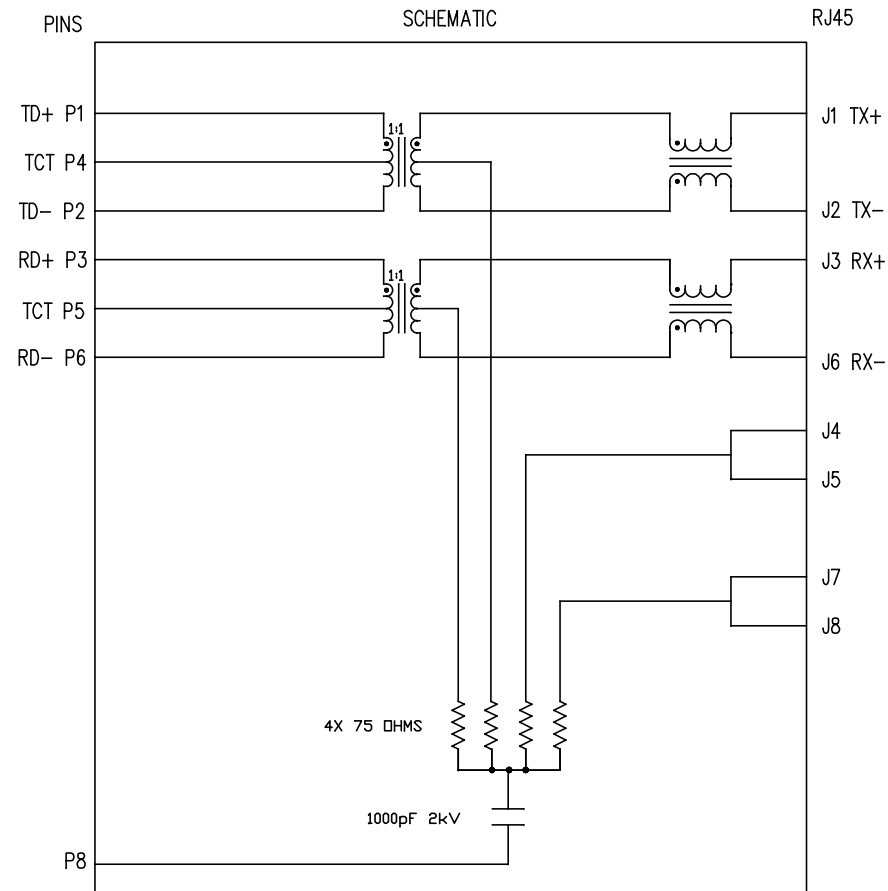 PINS SCHEMATIC RJ45
TD+ P1 1:1 J1 TX+
TCT P4
TD- P2 J2 TX-
RD+ P3 1:1 J3 RX+
TCT P5
RD- P6 J6 RX-
J4
J5
J7
J8
4X 75 OHMS
1000pF 2kV
P8